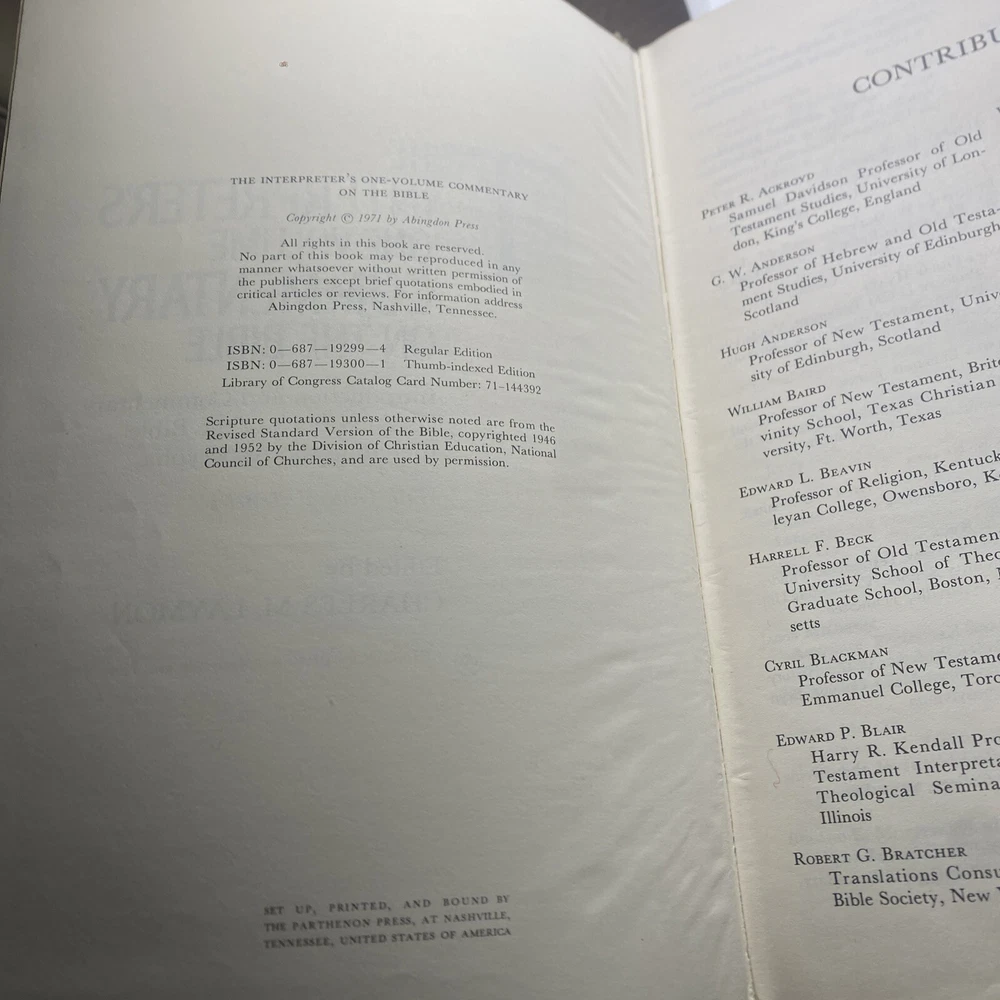 THE INTERPRETER'S ONE-VOLUME COMMENTARY
ON THE BIBLE
Copyright © 1971 by Abingdon Press
All rights in this book are reserved.
No part of this book may be reproduced in any
manner whatsoever without written permission of
the publishers except brief quotations embodied in
critical articles or reviews. For information address
Abingdon Press, Nashville, Tennessee.
ISBN: 0—687—19299—4 Regular Edition
ISBN: 0—687—19300—1 Thumb-indexed Edition
Library of Congress Catalog Card Number: 71-144392
Scripture quotations unless otherwise noted are from the
Revised Standard Version of the Bible, copyrighted 1946
and 1952 by the Division of Christian Education, National
Council of Churches, and are used by permission.
SET UP, PRINTED, AND BOUND BY
THE PARTHENON PRESS, AT NASHVILLE,
TENNESSEE, UNITED STATES OF AMERICA
CONTRIBU
PETER R. ACKROYD
Samuel Davidson Professor of Old
Testament Studies, University of Lon-
don, King's College, England
G. W. ANDERSON
Professor of Hebrew and Old Testa
ment Studies, University of Edinburgh
Scotland
HUGH ANDERSON
Professor of New Testament, Univ
sity of Edinburgh, Scotland
WILLIAM BAIRD
Professor of New Testament, Brite
vinity School, Texas Christian
versity, Ft. Worth, Texas
EDWARD L. BEAVIN
Professor of Religion, Kentuck
leyan College, Owensboro, K
HARRELL F. BECK
Professor of Old Testamen
University School of Theo
Graduate School, Boston,
setts
CYRIL BLACKMAN
Professor of New Testame
Emmanuel College, Toro
EDWARD P. BLAIR
Harry R. Kendall Pro
Testament Interpreta
Theological Semina
Illinois
ROBERT G. BRATCHER
Translations Consu
Bible Society, New